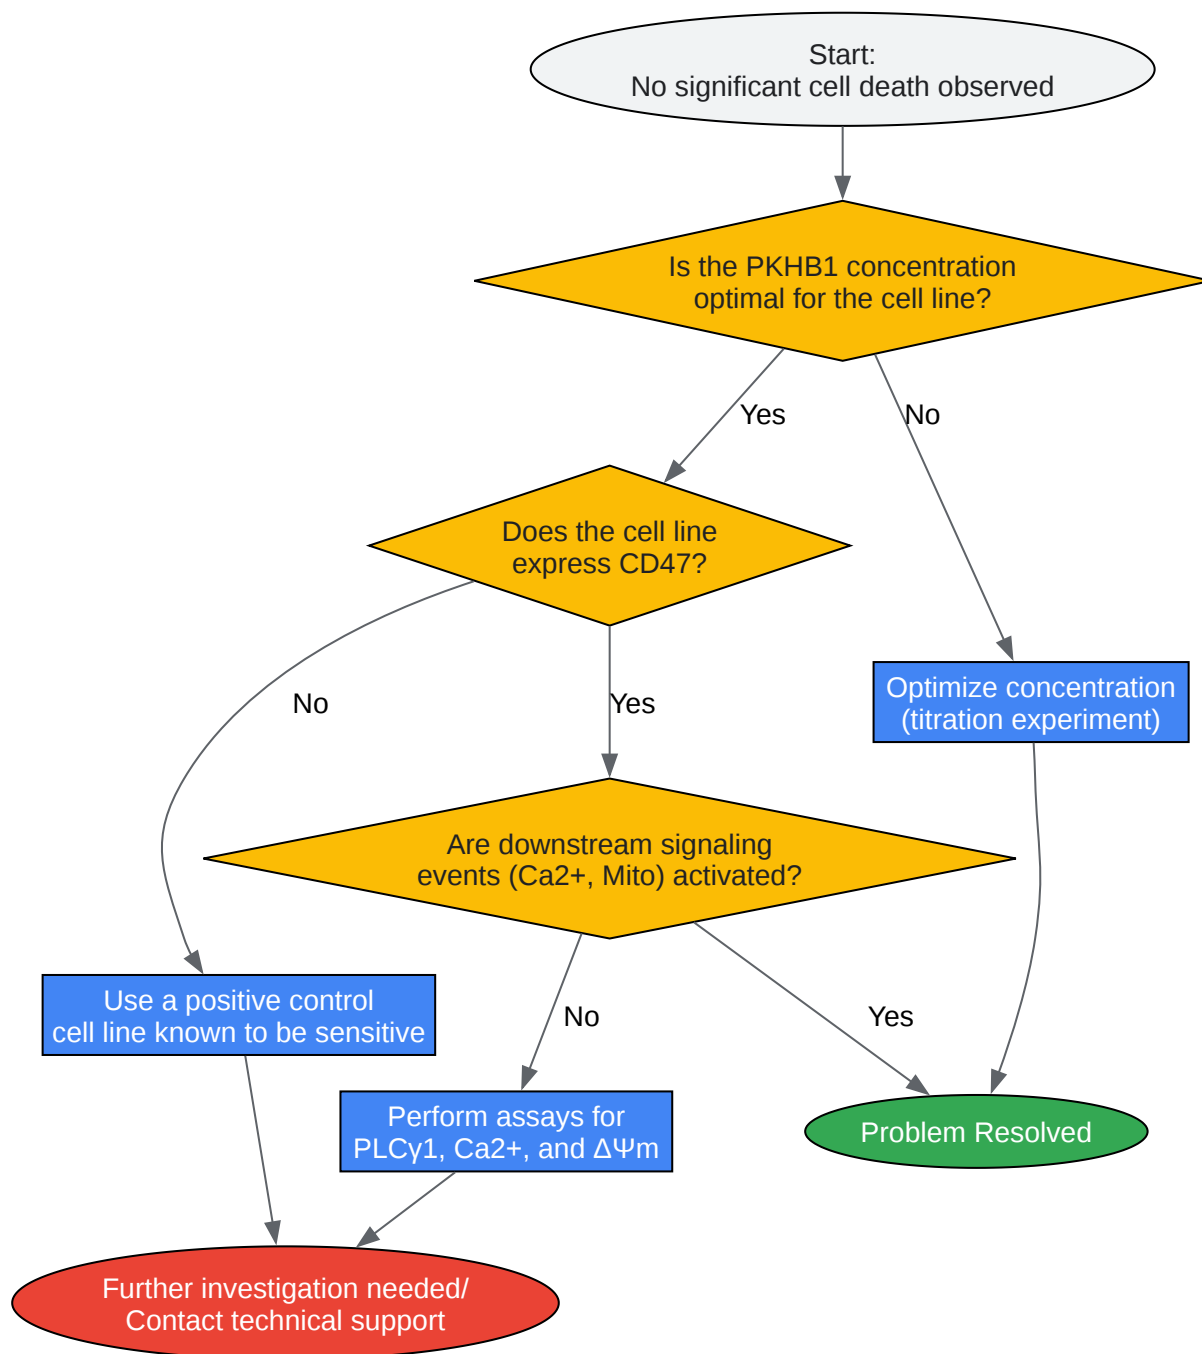 Start:
No significant cell death observed
Is the PKHB1 concentration
optimal for the cell line?
Yes
No
Does the cell line
express CD47?
No
Yes
Optimize concentration
(titration experiment)
Are downstream signaling
events (Ca2+, Mito) activated?
Use a positive control
cell line known to be sensitive
No
Yes
Perform assays for
PLCγ1, Ca2+, and ΔΨm
Problem Resolved
Further investigation needed/
Contact technical support